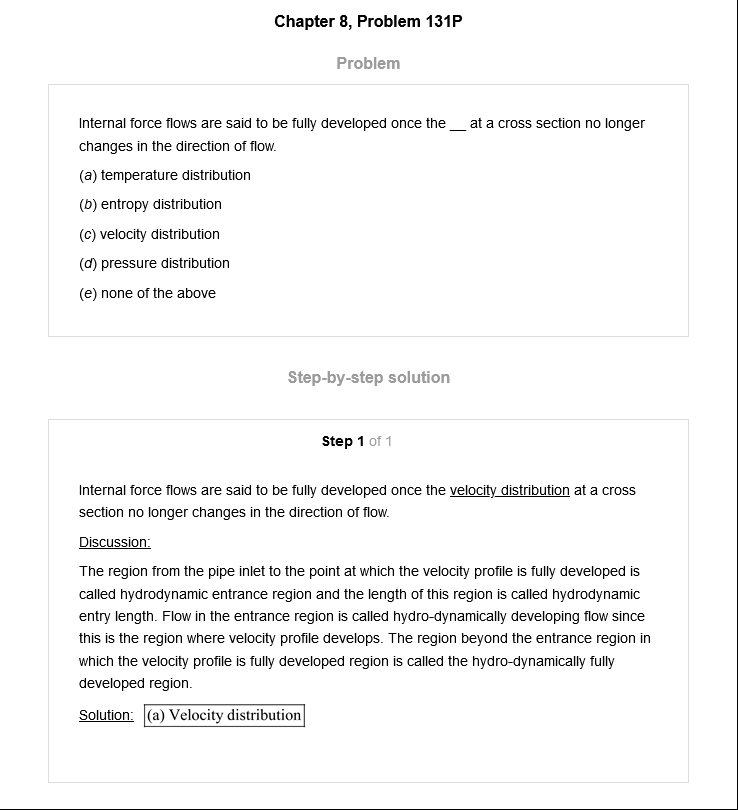 Chapter 8, Problem 131P
Problem
Internal force flows are said to be fully developed once the __ at a cross section no longer
changes in the direction of flow.
(a) temperature distribution
(b) entropy distribution
(c) velocity distribution
(d) pressure distribution
(e) none of the above
Step-by-step solution
Step 1 of 1
Internal force flows are said to be fully developed once the velocity distribution at a cross
section no longer changes in the direction of flow.
Discussion:
The region from the pipe inlet to the point at which the velocity profile is fully developed is
called hydrodynamic entrance region and the length of this region is called hydrodynamic
entry length. Flow in the entrance region is called hydro-dynamically developing flow since
this is the region where velocity profile develops. The region beyond the entrance region in
which the velocity profile is fully developed region is called the hydro-dynamically fully
developed region.
Solution: (a) Velocity distribution